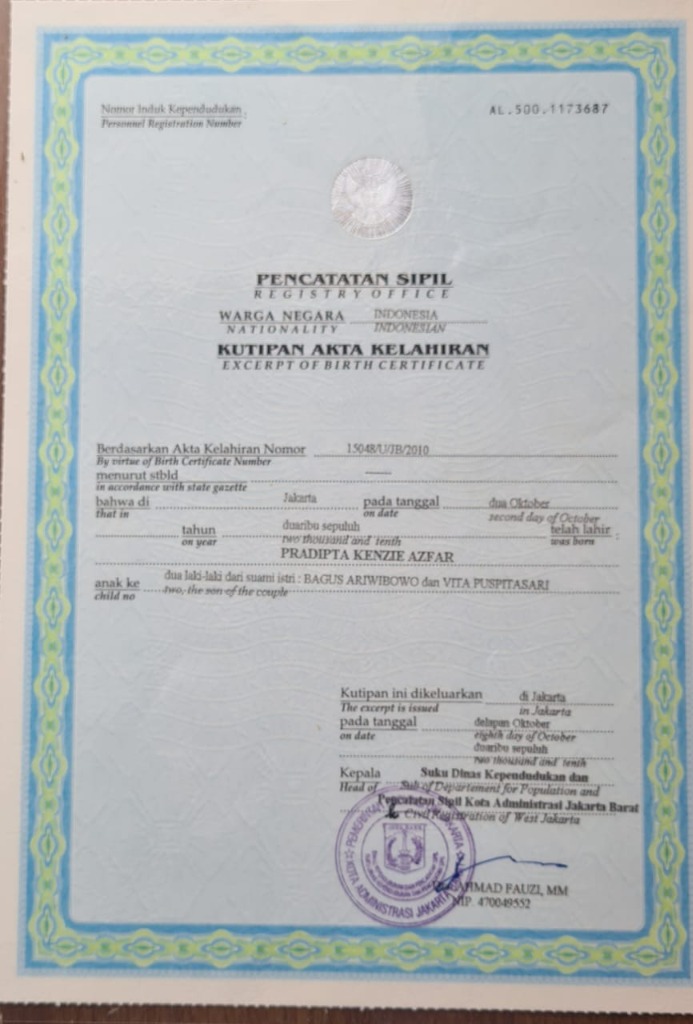 Nomor Induk Kependudukan :
Personnel Registration Number
AL.500.1173687
PENCATATAN SIPIL
REGISTRY OFFICE
WARGA NEGARA INDONESIA
NATIONALITY INDONESIAN
KUTIPAN AKTA KELAHIRAN
EXCERPT OF BIRTH CERTIFICATE
Berdasarkan Akta Kelahiran Nomor 15048/U/JB/2010
By virtue of Birth Certificate Number
menurut stbld
in accordance with state gazette
bahwa di Jakarta pada tanggal dua Oktober
that in on date second day of October
tahun duaribu sepuluh telah lahir :
on year two thousand and tenth was born
PRADIPTA KENZIE AZFAR
anak ke dua laki-laki dari suami istri : BAGUS ARIWIBOWO dan VITA PUSPITASARI
child no two, the son of the couple
Kutipan ini dikeluarkan di Jakarta
The excerpt is issued in Jakarta
pada tanggal delapan Oktober
on date eighth day of October
duaribu sepuluh
two thousand and tenth
Kepala Suku Dinas Kependudukan dan
Head of Sub of Departement for Population and
Pencatatan Sipil Kota Administrasi Jakarta Barat
Civil Registration of West Jakarta
KOTA ADMINISTRASI JAKARTA
JAYA RAYA
AHMAD FAUZI, MM
NIP. 470049552